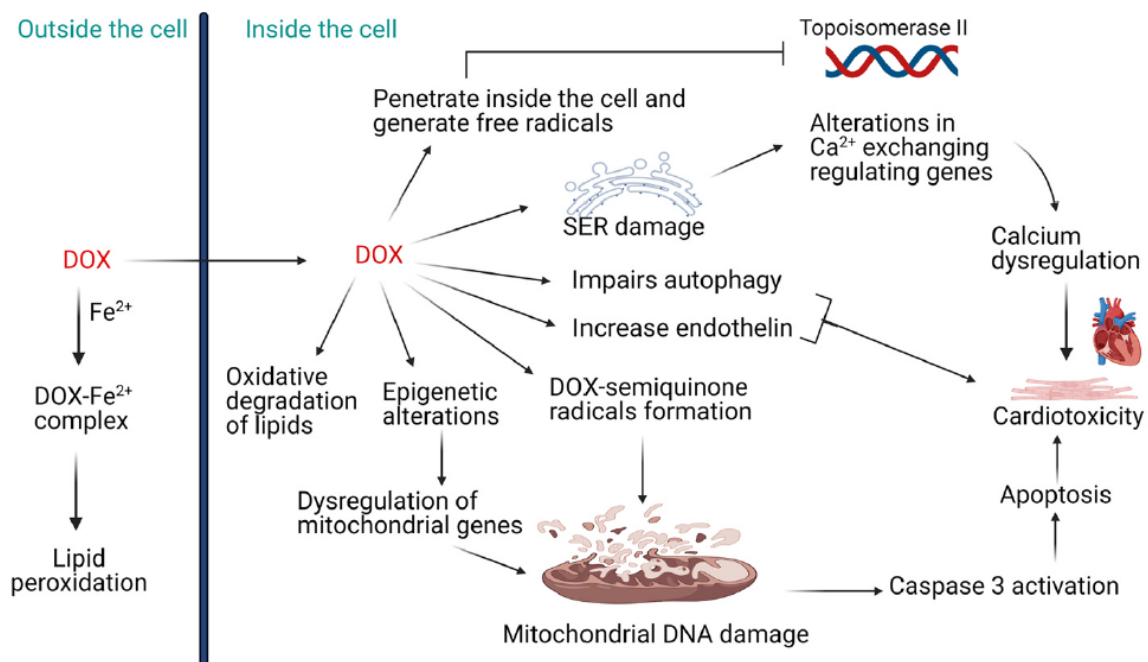 Outside the cell
Inside the cell
Topoisomerase II
Penetrate inside the cell and
generate free radicals
Alterations in
Ca²⁺ exchanging
regulating genes
SER damage
DOX
DOX
Calcium
dysregulation
Impairs autophagy
Fe²⁺
Increase endothelin
Oxidative
degradation
of lipids
Epigenetic
alterations
DOX-semiquinone
radicals formation
DOX-Fe²⁺
complex
Cardiotoxicity
Dysregulation of
mitochondrial genes
Apoptosis
Lipid
peroxidation
Caspase 3 activation
Mitochondrial DNA damage